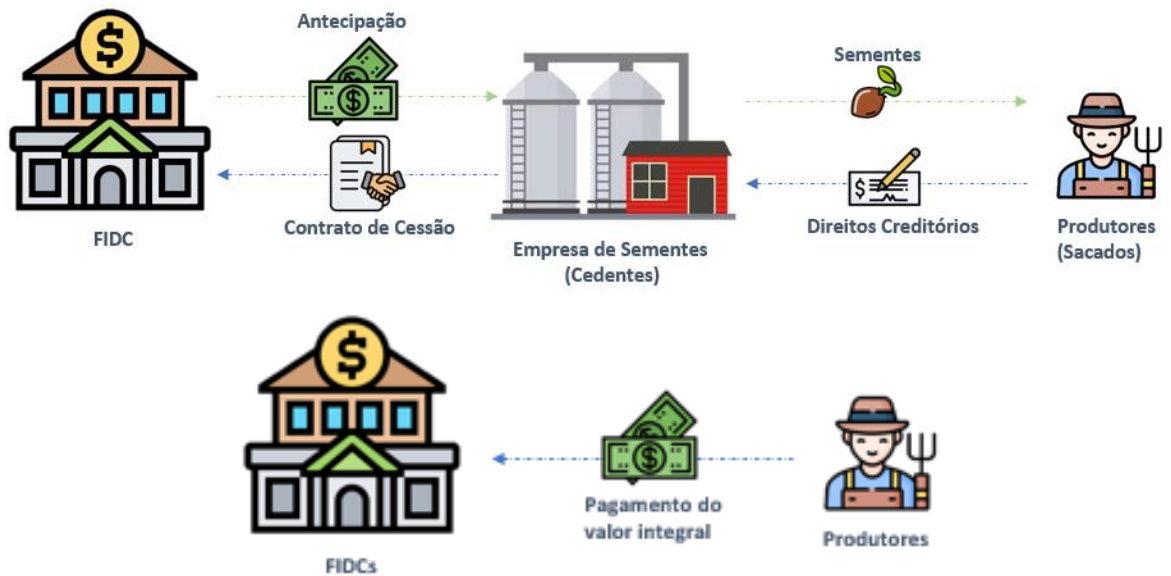 Antecipação
Sementes
Contrato de Cessão
Direitos Creditórios
FIDC
Empresa de Sementes
(Cedentes)
Produtores
(Sacados)
Pagamento do
valor integral
Produtores
FIDCs